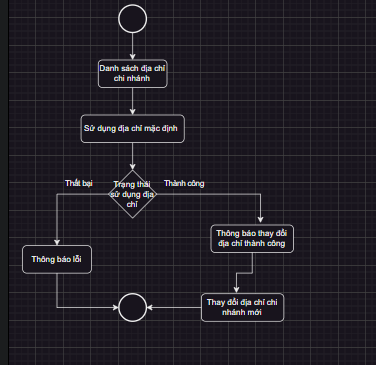 Danh sách địa chỉ
chi nhánh
Sử dụng địa chỉ mặc định
Thất bại
Trạng thái
sử dụng địa
chỉ
Thành công
Thông báo thay đổi
địa chỉ thành công
Thông báo lỗi
Thay đổi địa chỉ chi
nhánh mới